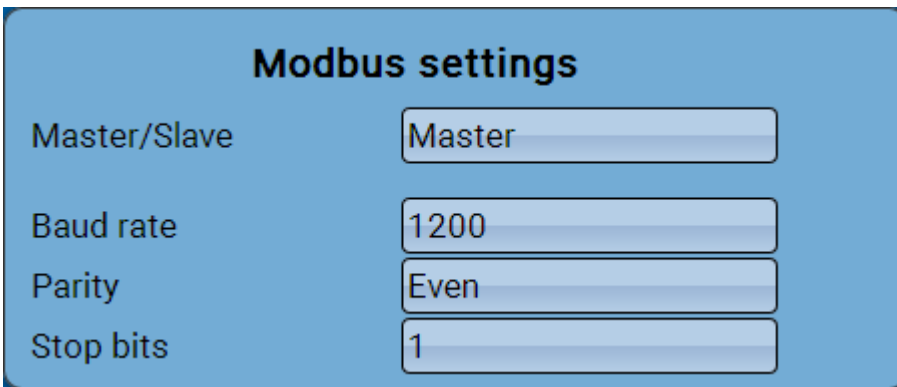 Modbus settings
Master/Slave Master
Baud rate 1200
Parity Even
Stop bits 1